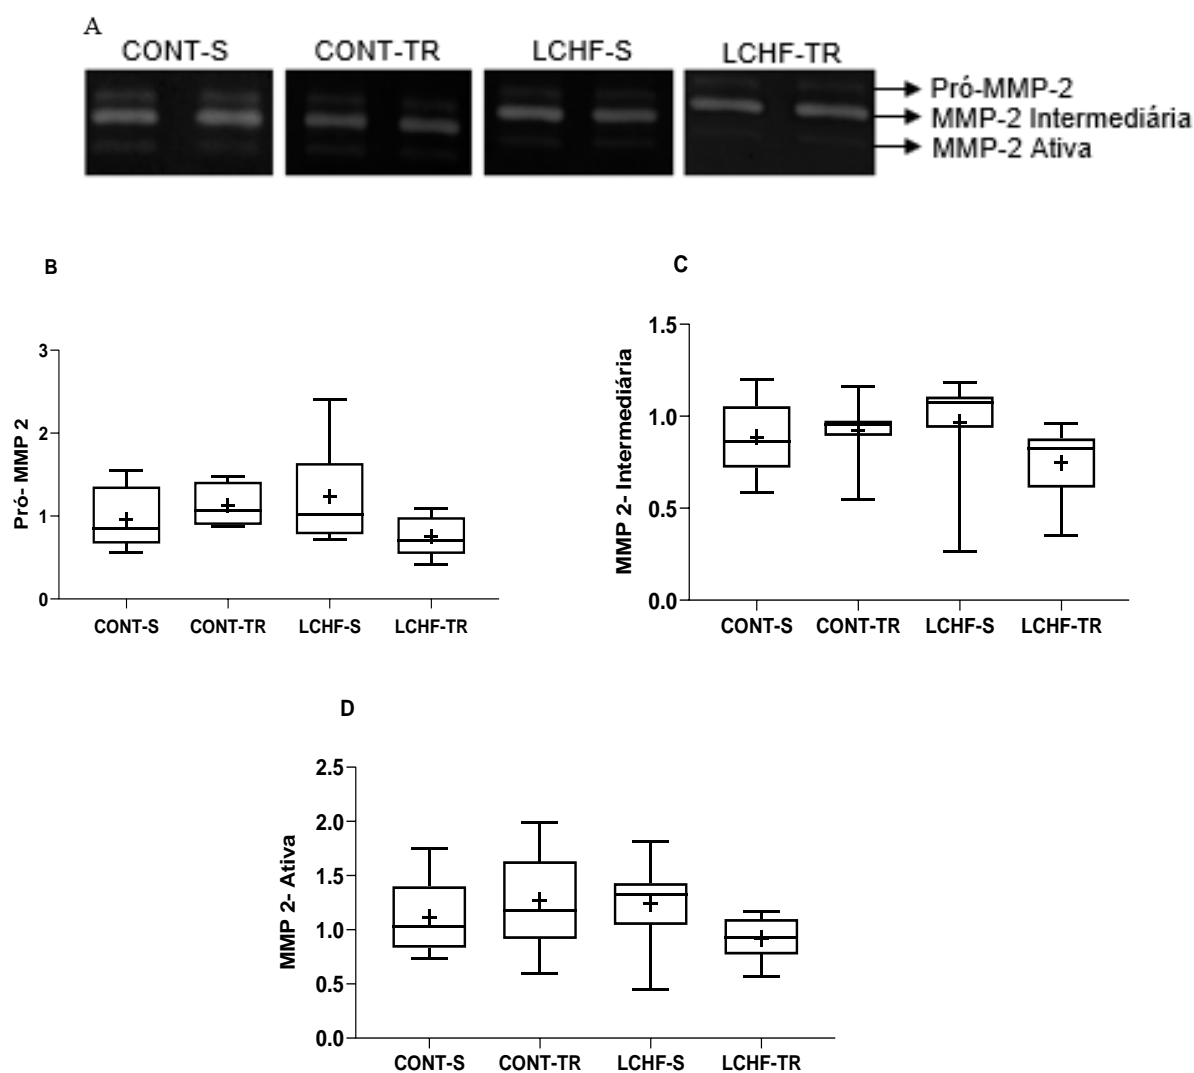 A
CONT-S CONT-TR LCHF-S LCHF-TR
Pró-MMP-2
MMP-2 Intermediária
MMP-2 Ativa
B
Pró- MMP 2
3
2
1
0
CONT-S CONT-TR LCHF-S LCHF-TR
C
MMP 2- Intermediária
1.5
1.0
0.5
0.0
CONT-S CONT-TR LCHF-S LCHF-TR
D
MMP 2- Ativa
2.5
2.0
1.5
1.0
0.5
0.0
CONT-S CONT-TR LCHF-S LCHF-TR